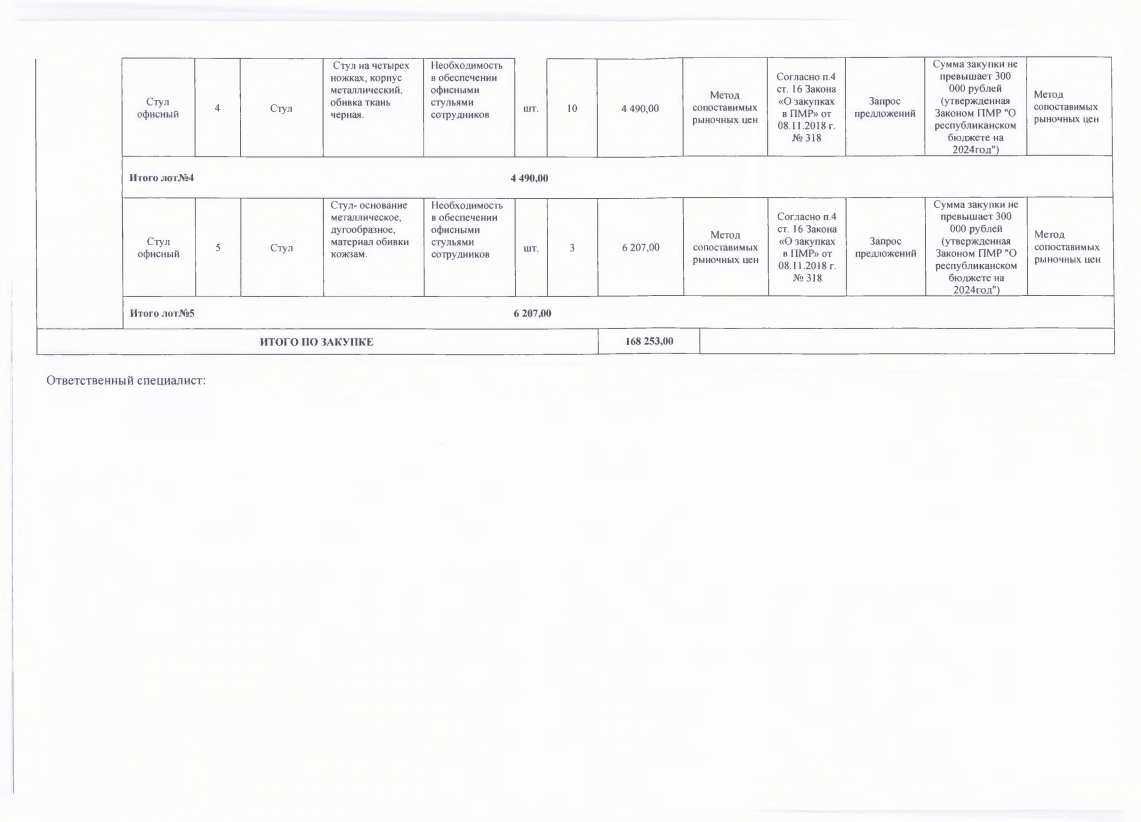 Стул
офисный
4
Стул
Стул на четырех
ножках, корпус
металлический,
обивка ткань
черная.
Необходимость
в обеспечении
офисными
стульями
сотрудников
шт.
10
4 490,00
Метод
сопоставимых
рыночных цен
Согласно п.4
ст. 16 Закона
«О закупках
в ПМР» от
08.11.2018 г.
№ 318
Запрос
предложений
Сумма закупки не
превышает 300
000 рублей
(утвержденная
Законом ПМР "О
республиканском
бюджете на
2024год")
Метод
сопоставимых
рыночных цен
Итого лот№4 4 490,00
Стул
офисный
5
Стул
Стул- основание
металлическое,
дугообразное,
материал обивки
кожзам.
Необходимость
в обеспечении
офисными
стульями
сотрудников
шт.
3
6 207,00
Метод
сопоставимых
рыночных цен
Согласно п.4
ст. 16 Закона
«О закупках
в ПМР» от
08.11.2018 г.
№ 318
Запрос
предложений
Сумма закупки не
превышает 300
000 рублей
(утвержденная
Законом ПМР "О
республиканском
бюджете на
2024год")
Метод
сопоставимых
рыночных цен
Итого лот№5 6 207,00
ИТОГО ПО ЗАКУПКЕ 168 253,00
Ответственный специалист: